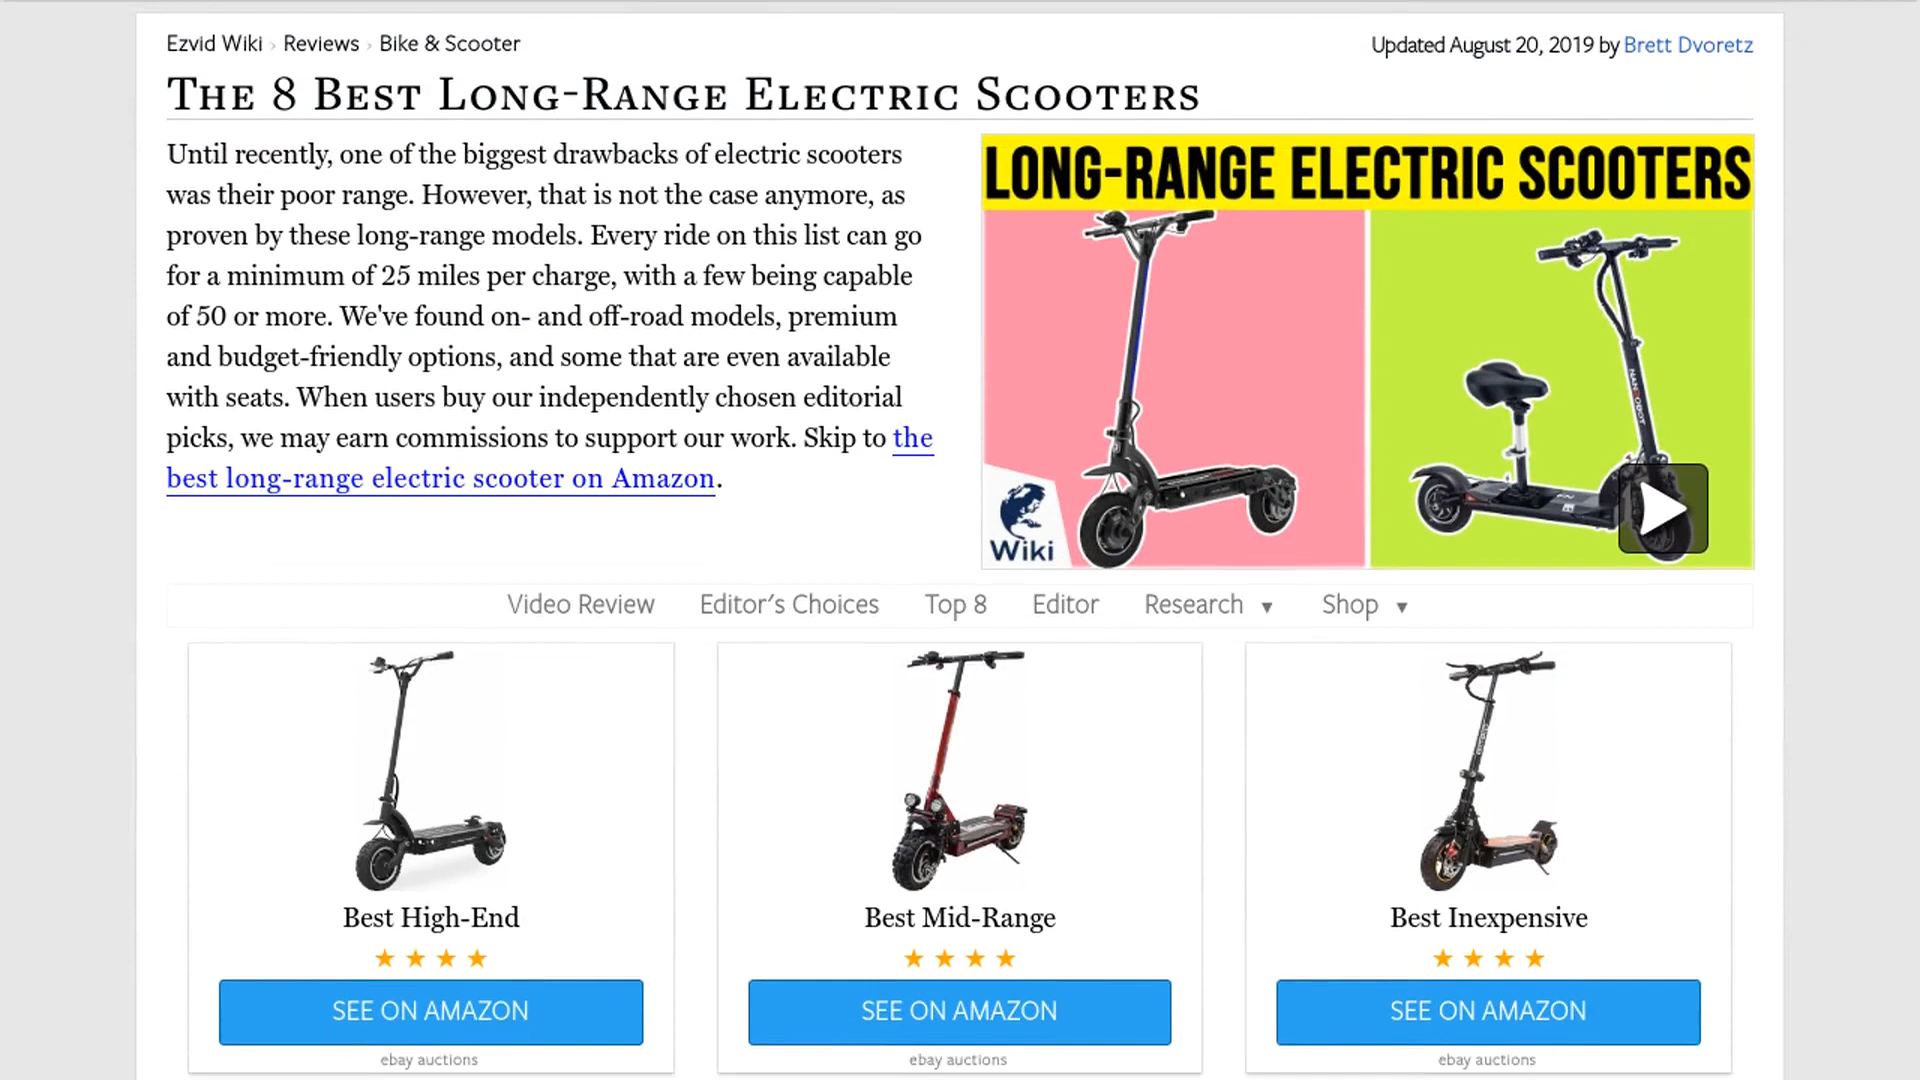 Ezvid Wiki › Reviews › Bike & Scooter
Updated August 20, 2019 by Brett Dvoretz
The 8 Best Long-Range Electric Scooters
Until recently, one of the biggest drawbacks of electric scooters
was their poor range. However, that is not the case anymore, as
proven by these long-range models. Every ride on this list can go
for a minimum of 25 miles per charge, with a few being capable
of 50 or more. We've found on- and off-road models, premium
and budget-friendly options, and some that are even available
with seats. When users buy our independently chosen editorial
picks, we may earn commissions to support our work. Skip to the
best long-range electric scooter on Amazon.
LONG-RANGE ELECTRIC SCOOTERS
Wiki
Video Review Editor's Choices Top 8 Editor Research ▼ Shop ▼
Best High-End
SEE ON AMAZON
ebay auctions
Best Mid-Range
SEE ON AMAZON
ebay auctions
Best Inexpensive
SEE ON AMAZON
ebay auctions